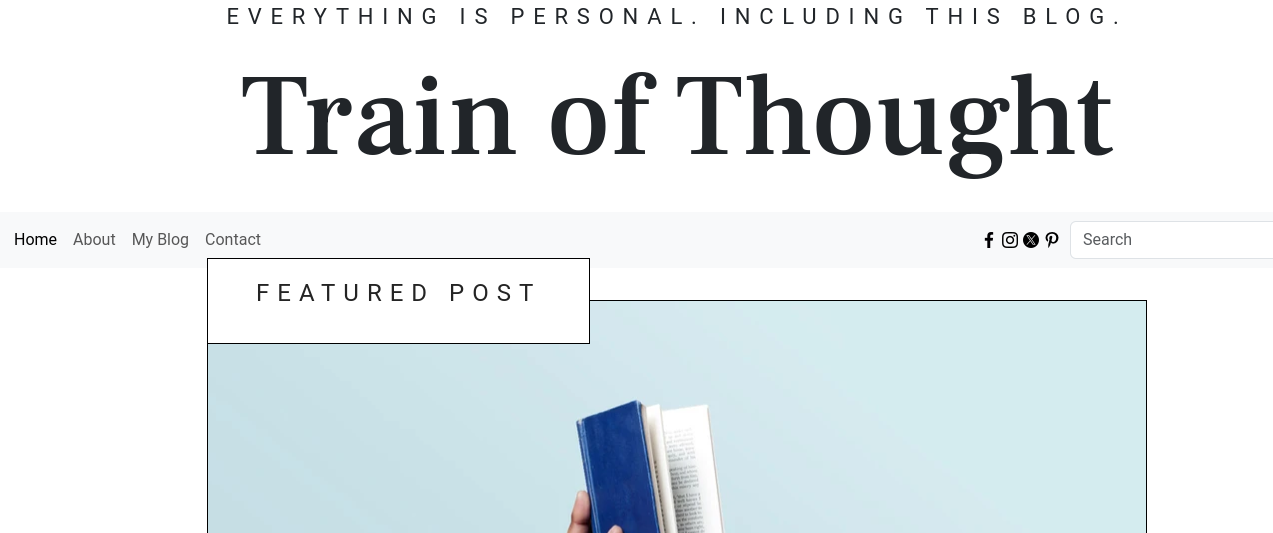 EVERYTHING IS PERSONAL. INCLUDING THIS BLOG.
Train of Thought
Home About My Blog Contact Search
FEATURED POST